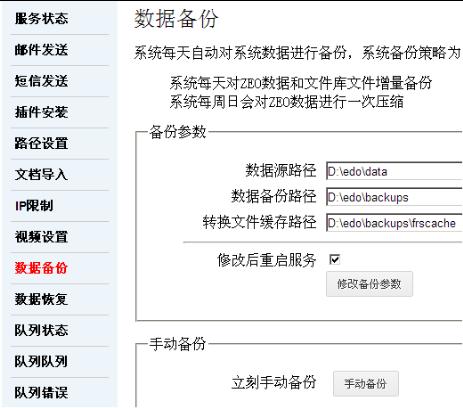 服务状态
邮件发送
短信发送
插件安装
路径设置
文档导入
IP限制
视频设置
数据备份
数据恢复
队列状态
队列队列
队列错误
数据备份
系统每天自动对系统数据进行备份，系统备份策略为
系统每天对ZEO数据和文件库文件增量备份
系统每周日会对ZEO数据进行一次压缩
备份参数
数据源路径 D:\edo\data
数据备份路径 D:\edo\backups
转换文件缓存路径 D:\edo\backups\frscache
修改后重启服务
修改备份参数
手动备份
立刻手动备份 手动备份